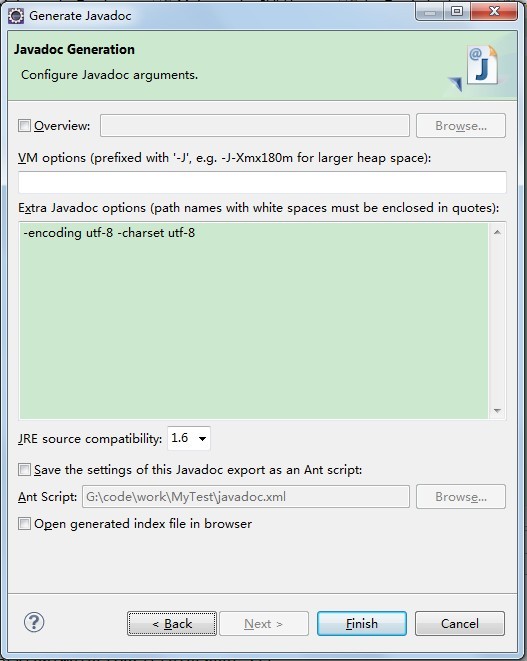 Generate Javadoc
Javadoc Generation
Configure Javadoc arguments.
@
J
Overview:
Browse...
VM options (prefixed with '-J', e.g. -J-Xmx180m for larger heap space):
Extra Javadoc options (path names with white spaces must be enclosed in quotes):
-encoding utf-8 -charset utf-8
JRE source compatibility: 1.6
Save the settings of this Javadoc export as an Ant script:
Ant Script: G:\code\work\MyTest\javadoc.xml Browse...
Open generated index file in browser
? < Back Next > Finish Cancel